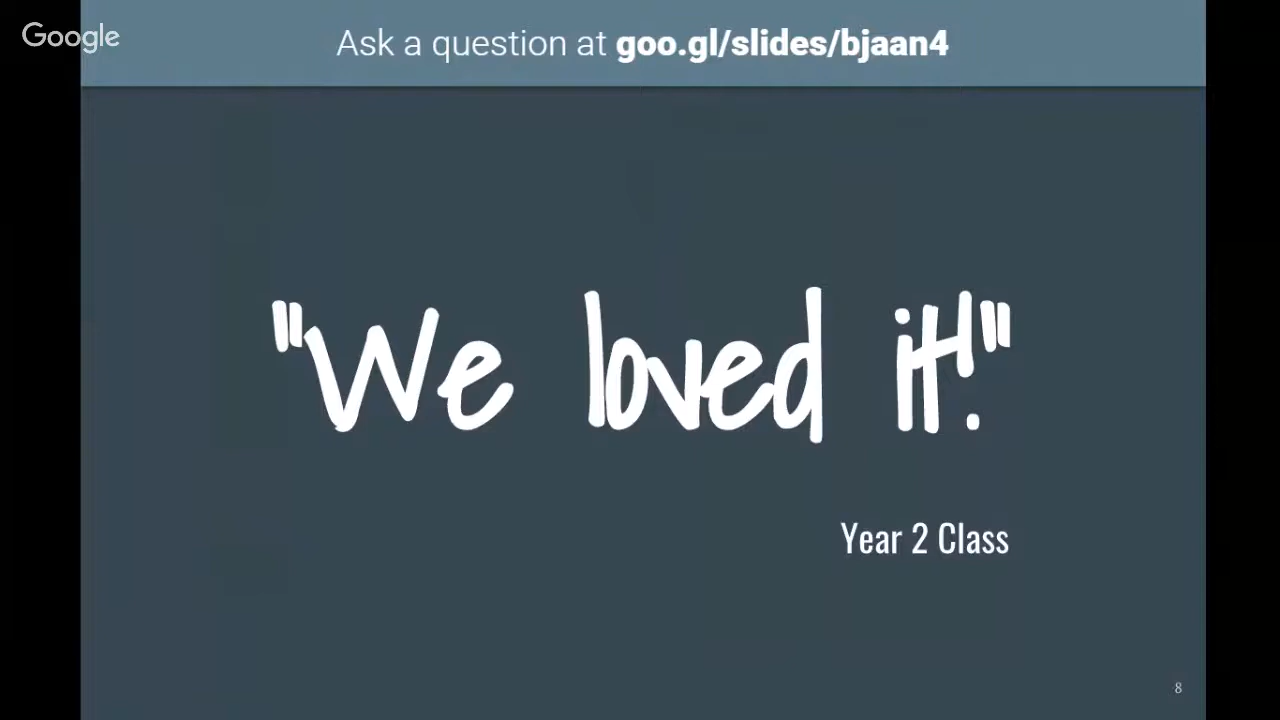 Google
Ask a question at goo.gl/slides/bjaan4
"We loved it!"
Year 2 Class
8